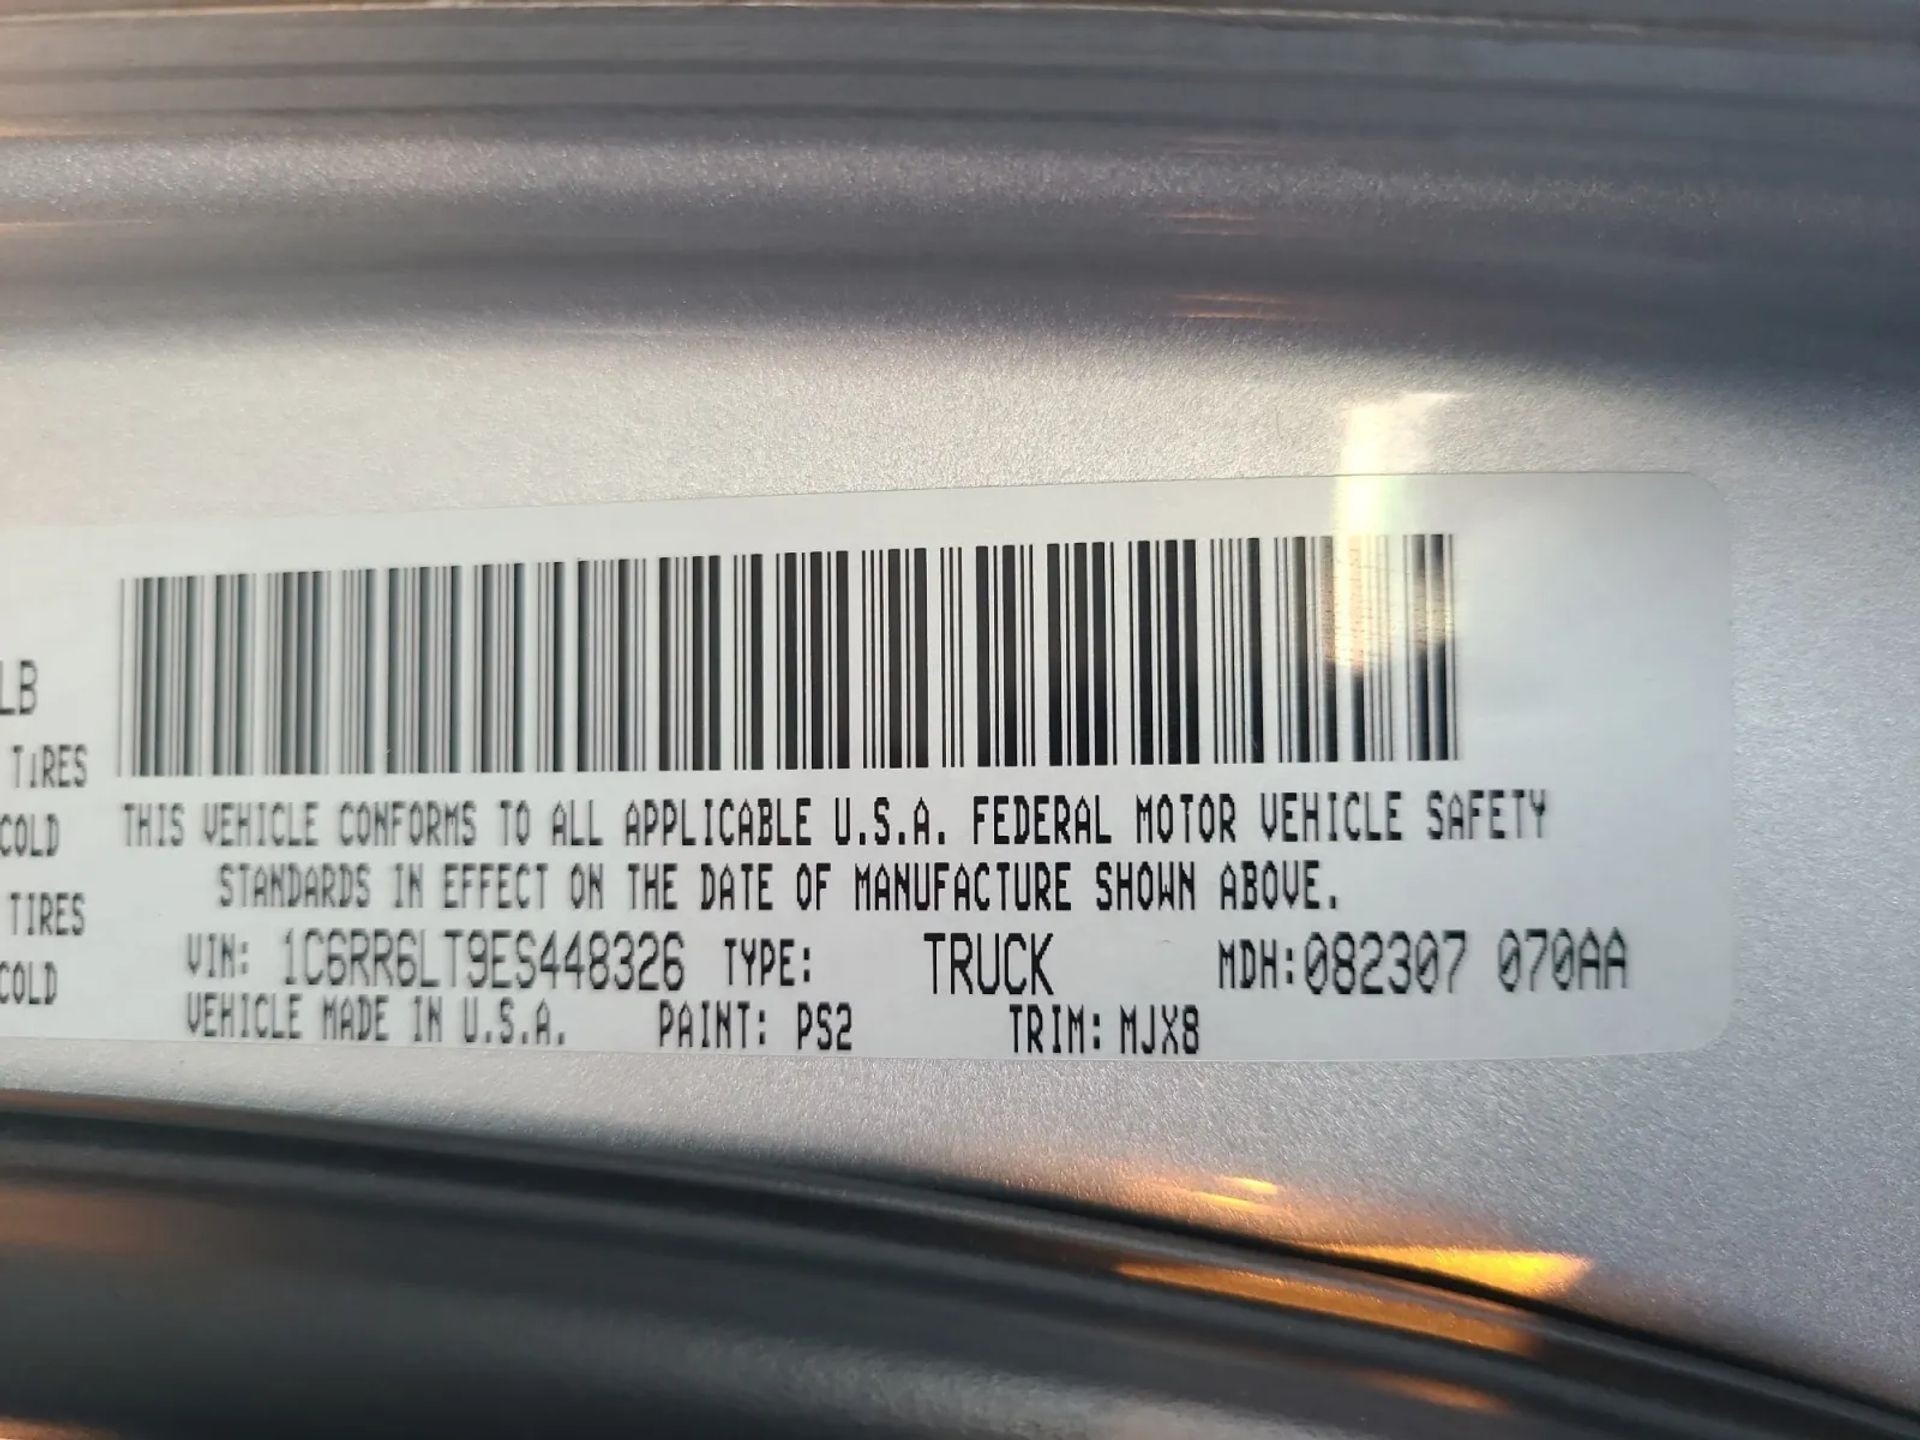 LB
TIRES
COLD
TIRES
COLD
THIS VEHICLE CONFORMS TO ALL APPLICABLE U.S.A. FEDERAL MOTOR VEHICLE SAFETY
STANDARDS IN EFFECT ON THE DATE OF MANUFACTURE SHOWN ABOVE.
VIN: 1C6RR6LT9ES448326 TYPE: TRUCK MDH:082307 070AA
VEHICLE MADE IN U.S.A. PAINT: PS2 TRIM: MJX8